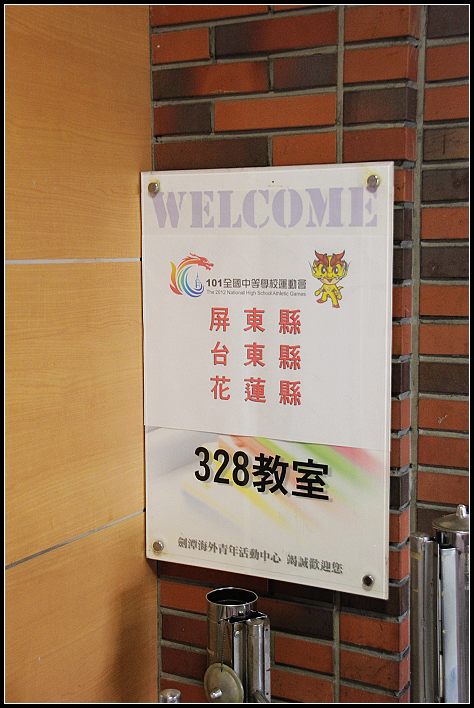 WELCOME
101全國中等學校運動會
The 2012 National High School Athletic Games
屏東縣
台東縣
花蓮縣
328教室
劍潭海外青年活動中心 竭誠歡迎您